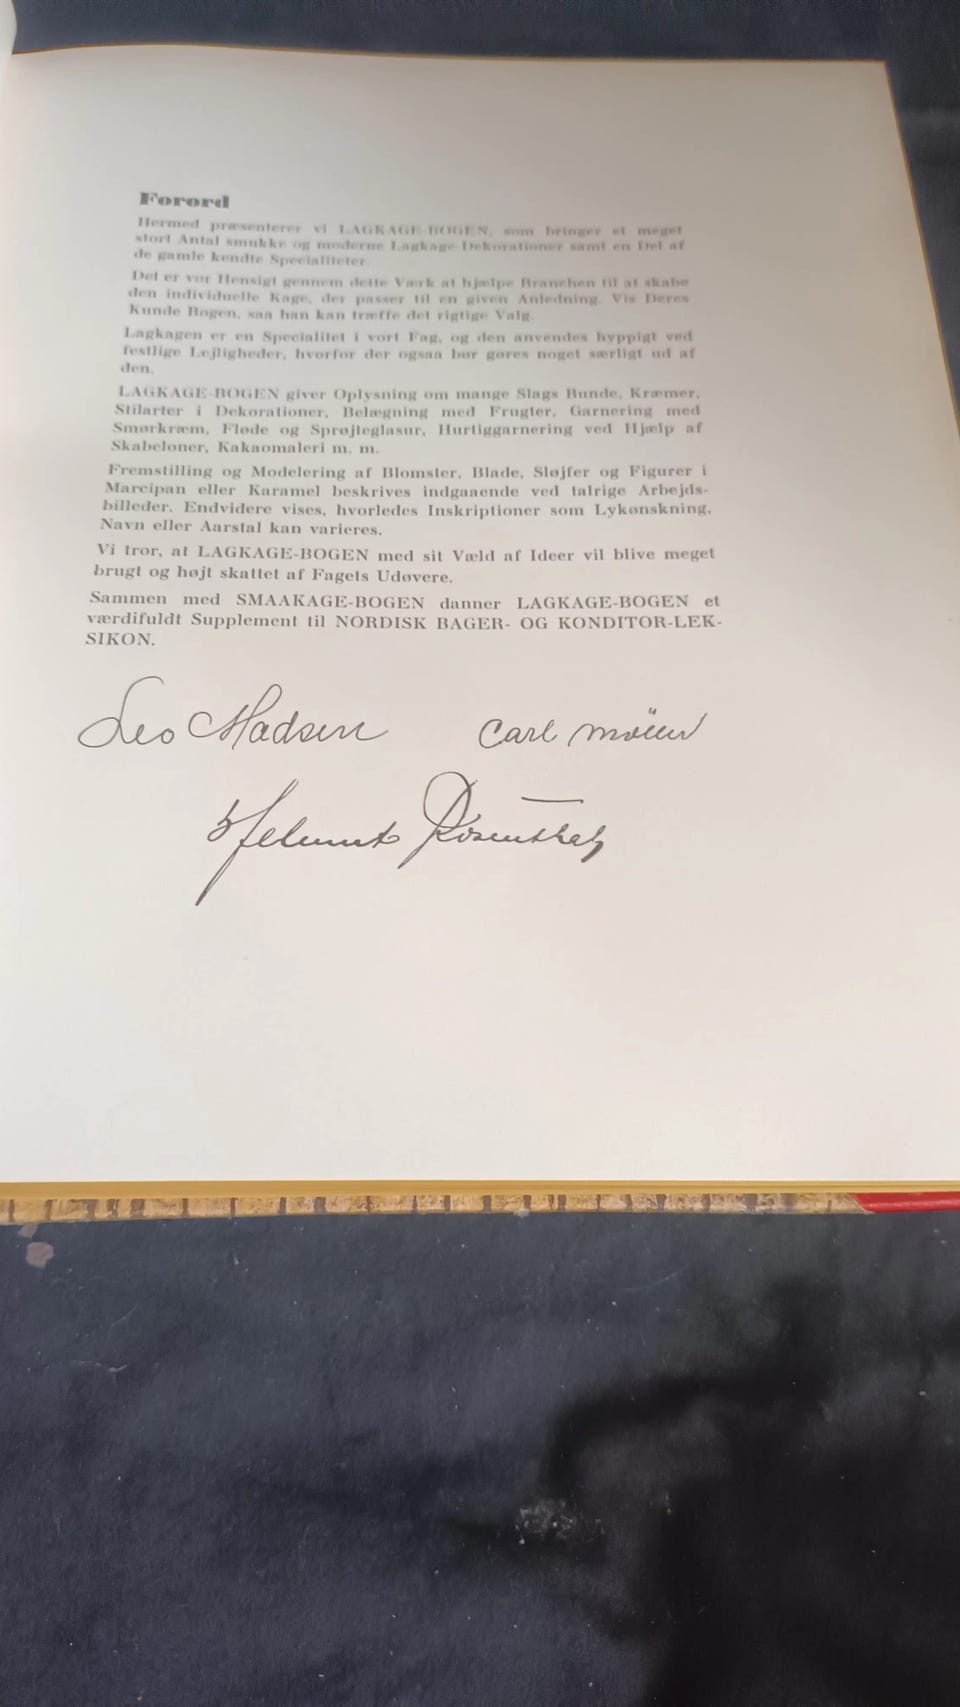 Forord
Hermed præsenterer vi LAGKAGE-BOGEN, som bringer et meget
stort Antal smukke og moderne Lagkage-Dekorationer samt en Del af
de gamle kendte Specialiteter.
Det er vor Hensigt gennem dette Værk at hjælpe Branchen til at skabe
den individuelle Kage, der passer til en given Anledning. Vis Deres
Kunde Bogen, saa han kan træffe det rigtige Valg.
Lagkagen er en Specialitet i vort Fag, og den anvendes hyppigt ved
festlige Lejligheder, hvorfor der ogsaa bør gøres noget særligt ud af
den.
LAGKAGE-BOGEN giver Oplysning om mange Slags Bunde, Kræmer,
Stilarter i Dekorationer, Belægning med Frugter, Garnering med
Smørkræm, Fløde og Sprøjteglasur, Hurtiggarnering ved Hjælp af
Skabeloner, Kakaomaleri m. m.
Fremstilling og Modelering af Blomster, Blade, Sløjfer og Figurer i
Marcipan eller Karamel beskrives indgaaende ved talrige Arbejds-
billeder. Endvidere vises, hvorledes Inskriptioner som Lykønskning,
Navn eller Aarstal kan varieres.
Vi tror, at LAGKAGE-BOGEN med sit Væld af Ideer vil blive meget
brugt og højt skattet af Fagets Udøvere.
Sammen med SMAAKAGE-BOGEN danner LAGKAGE-BOGEN et
værdifuldt Supplement til NORDISK BAGER- OG KONDITOR-LEK-
SIKON.
Leo Madsen Carl Möller
Helmut Rosenthal